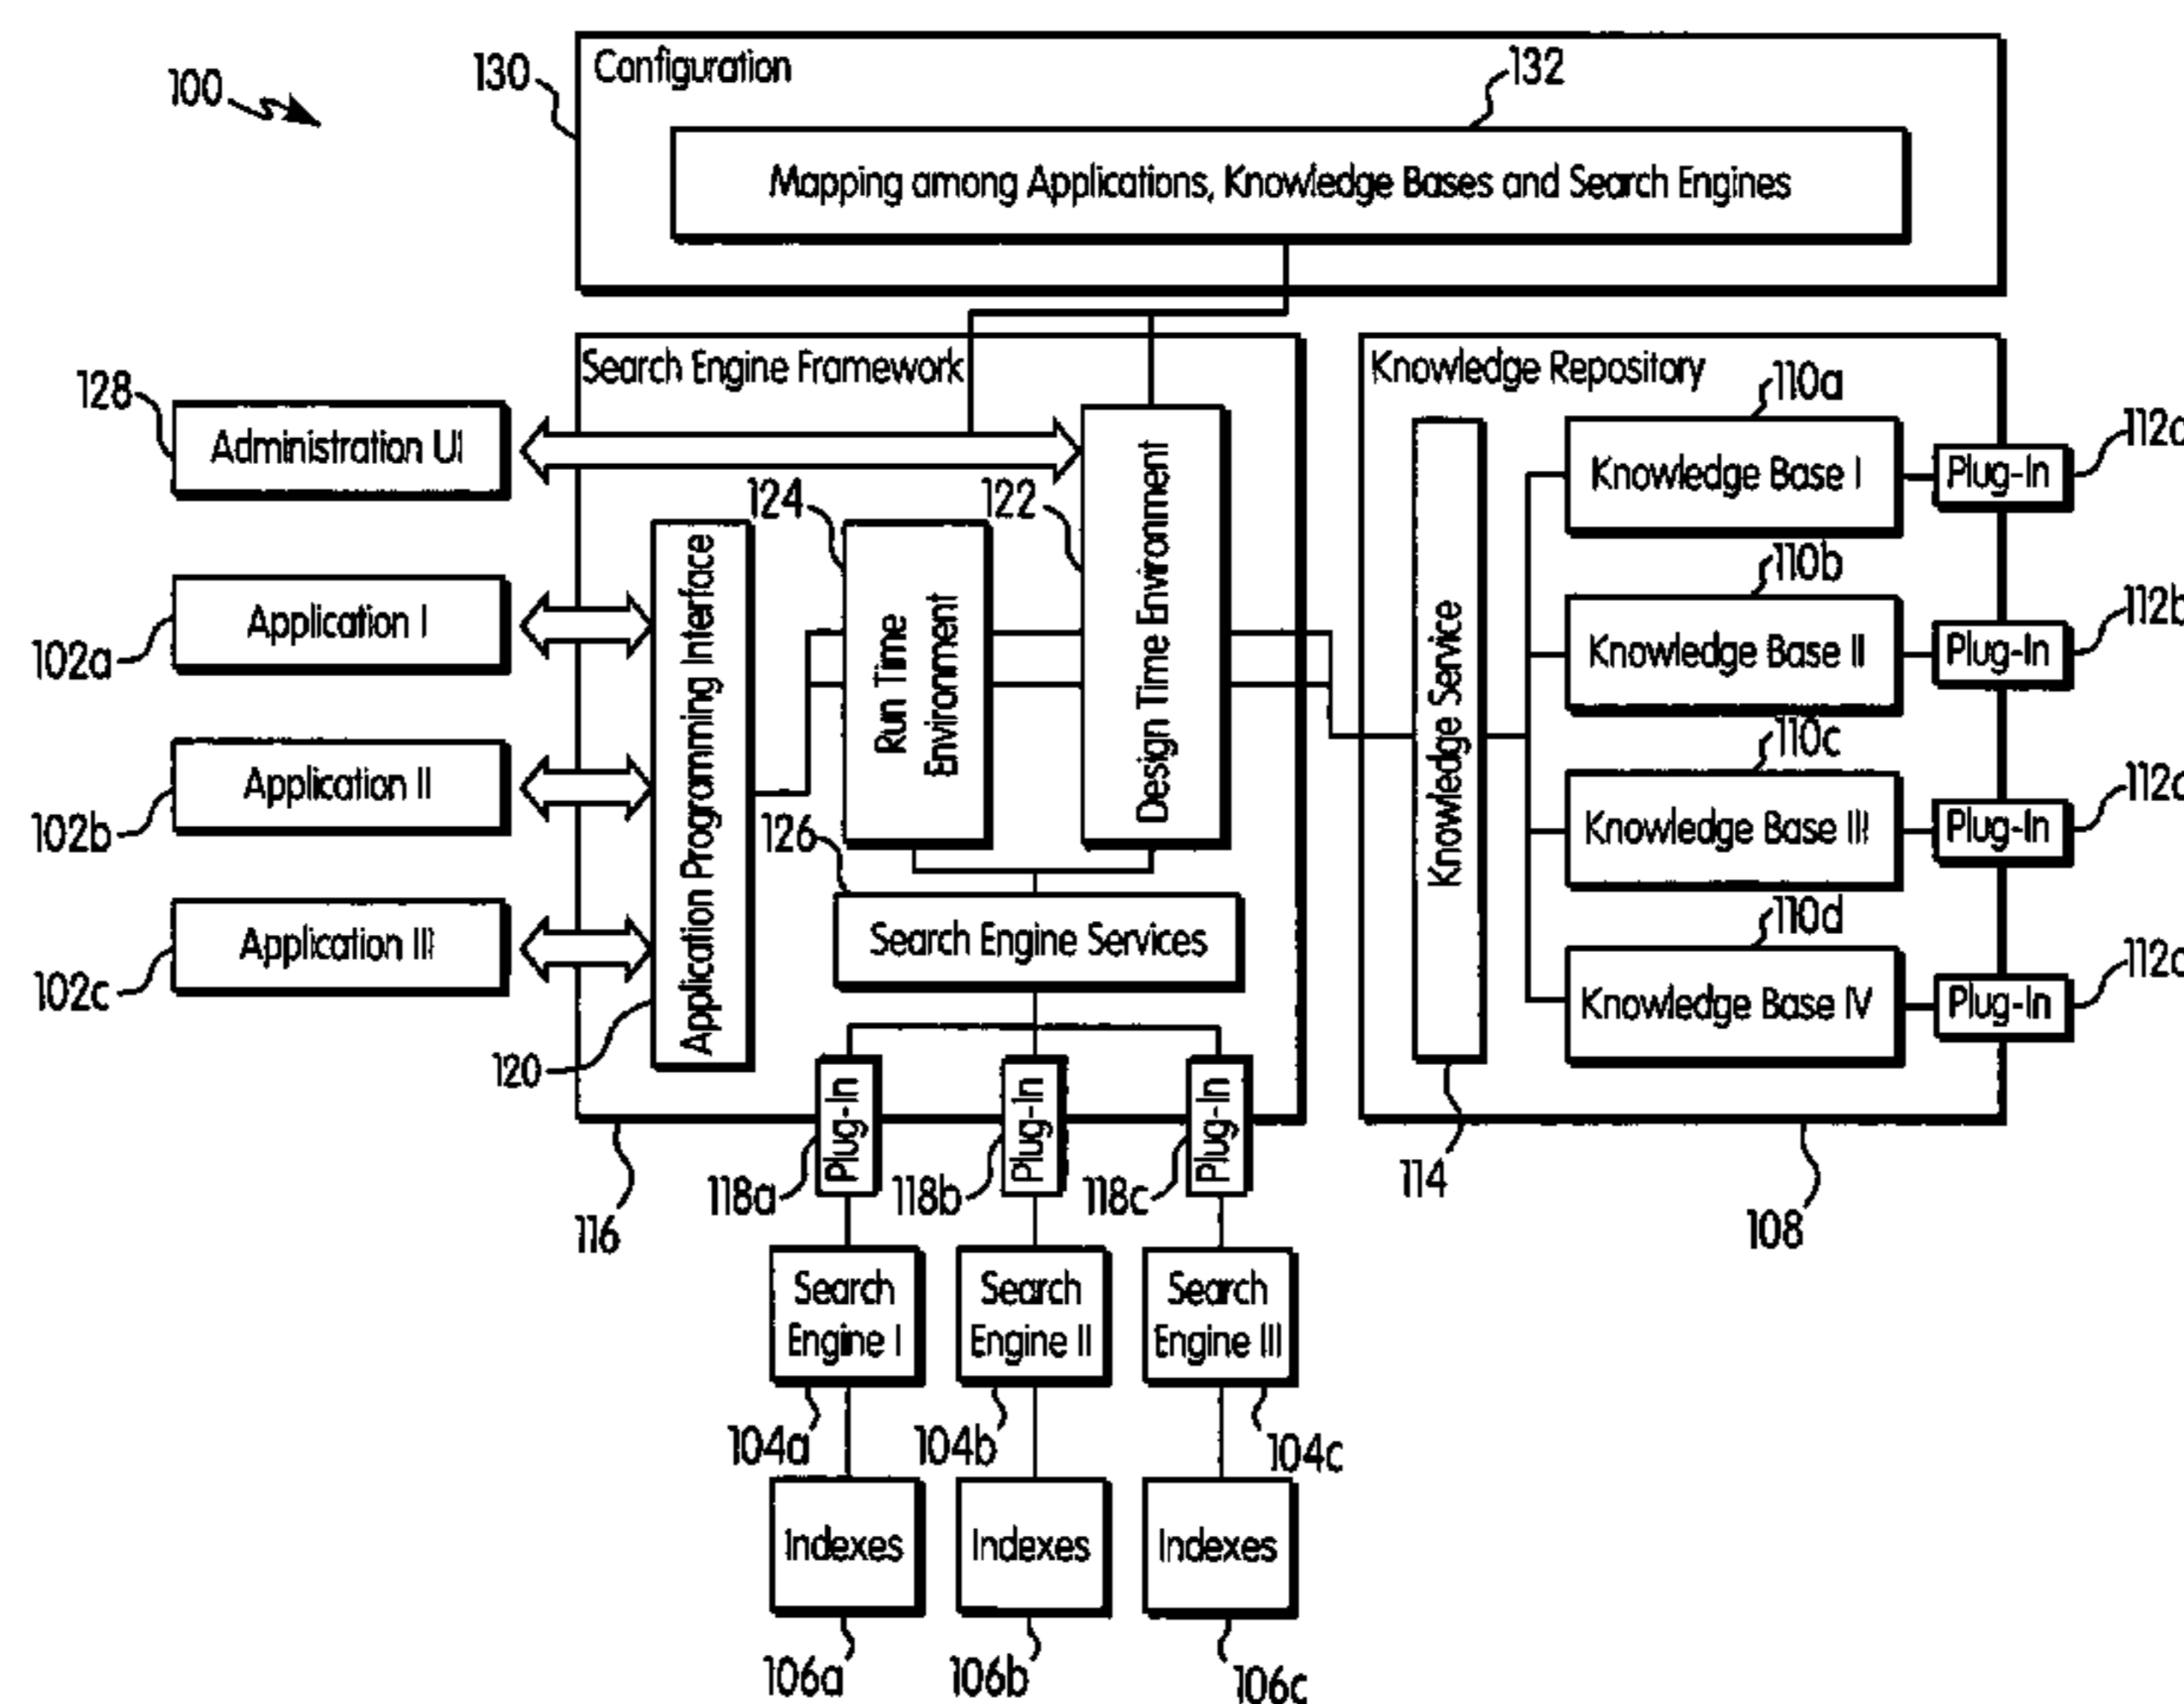 100
130
Configuration
132
Mapping among Applications, Knowledge Bases and Search Engines
Search Engine Framework
Knowledge Repository
128
Administration UI
110a
Knowledge Base I
Plug-In
124
122
Application Programming Interface
Run Time
Environment
Design Time Environment
Knowledge Service
102a
Application I
110b
Knowledge Base II
Plug-In
112b
102b
Application II
110c
Knowledge Base III
Plug-In
126
Search Engine Services
102c
Application III
110d
Knowledge Base IV
Plug-In
120
Plug-In
Plug-In
Plug-In
118a
118b
118c
116
114
108
Search
Engine I
Search
Engine II
Search
Engine III
104a
104b
104c
Indexes
Indexes
Indexes
106a
106b
106c